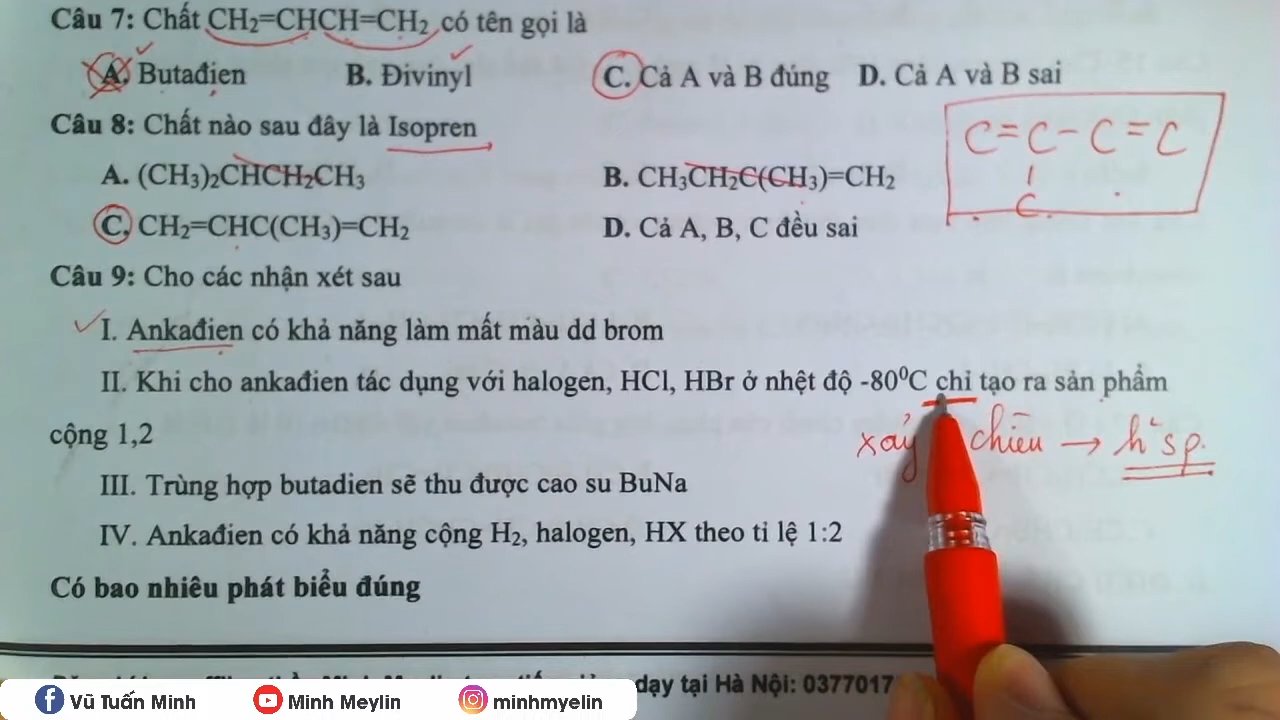 Câu 7: Chất CH₂=CHCH=CH₂ có tên gọi là
A. Butađien B. Đivinyl C. Cả A và B đúng D. Cả A và B sai
Câu 8: Chất nào sau đây là Isopren
A. (CH₃)₂CHCH₂CH₃ B. CH₃CH₂C(CH₃)=CH₂
C. CH₂=CHC(CH₃)=CH₂ D. Cả A, B, C đều sai
C=C-C=C
C
Câu 9: Cho các nhận xét sau
I. Ankađien có khả năng làm mất màu dd brom
II. Khi cho ankađien tác dụng với halogen, HCl, HBr ở nhệt độ -80⁰C chỉ tạo ra sản phẩm
cộng 1,2
xảy chiều → h² sp.
III. Trùng hợp butadien sẽ thu được cao su BuNa
IV. Ankađien có khả năng cộng H₂, halogen, HX theo tỉ lệ 1:2
Có bao nhiêu phát biểu đúng
dạy tại Hà Nội: 0377017
Vũ Tuấn Minh Minh Meylin minhmyelin